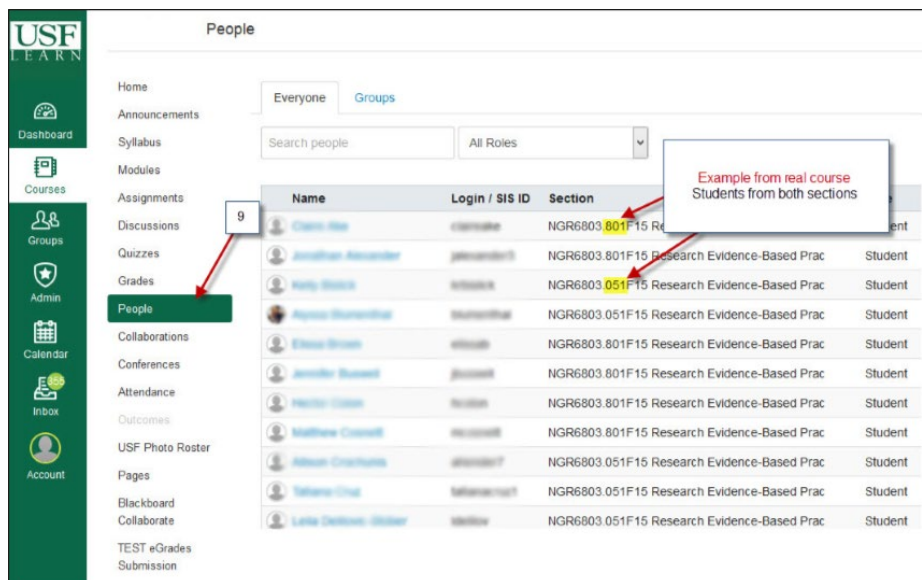 USF
LEARN
Dashboard
Courses
Groups
Admin
Calendar
355
Inbox
Account
People
Home
Announcements
Syllabus
Modules
Assignments
Discussions
Quizzes
Grades
People
Collaborations
Conferences
Attendance
Outcomes
USF Photo Roster
Pages
Blackboard
Collaborate
TEST eGrades
Submission
9
Everyone Groups
Search people All Roles
Example from real course
Students from both sections
Name Login / SIS ID Section
NGR6803.801F15
NGR6803.801F15 Research Evidence-Based Prac Student
NGR6803.051F15 Research Evidence-Based Prac Student
NGR6803.051F15 Research Evidence-Based Prac Student
NGR6803.801F15 Research Evidence-Based Prac Student
NGR6803.801F15 Research Evidence-Based Prac Student
NGR6803.801F15 Research Evidence-Based Prac Student
NGR6803.801F15 Research Evidence-Based Prac Student
NGR6803.051F15 Research Evidence-Based Prac Student
NGR6803.051F15 Research Evidence-Based Prac Student
NGR6803.051F15 Research Evidence-Based Prac Student